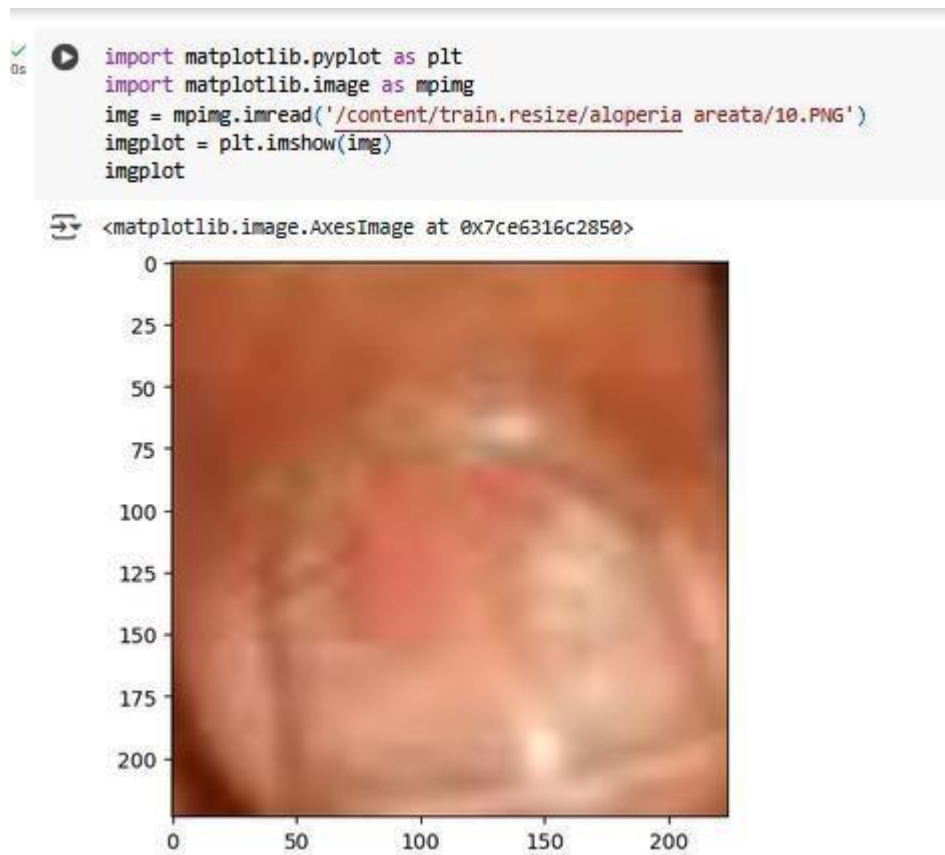 0s
import matplotlib.pyplot as plt
import matplotlib.image as mpimg
img = mpimg.imread('/content/train.resize/aloperia areata/10.PNG')
imgplot = plt.imshow(img)
imgplot
<matplotlib.image.AxesImage at 0x7ce6316c2850>
0
25
50
75
100
125
150
175
200
0 50 100 150 200